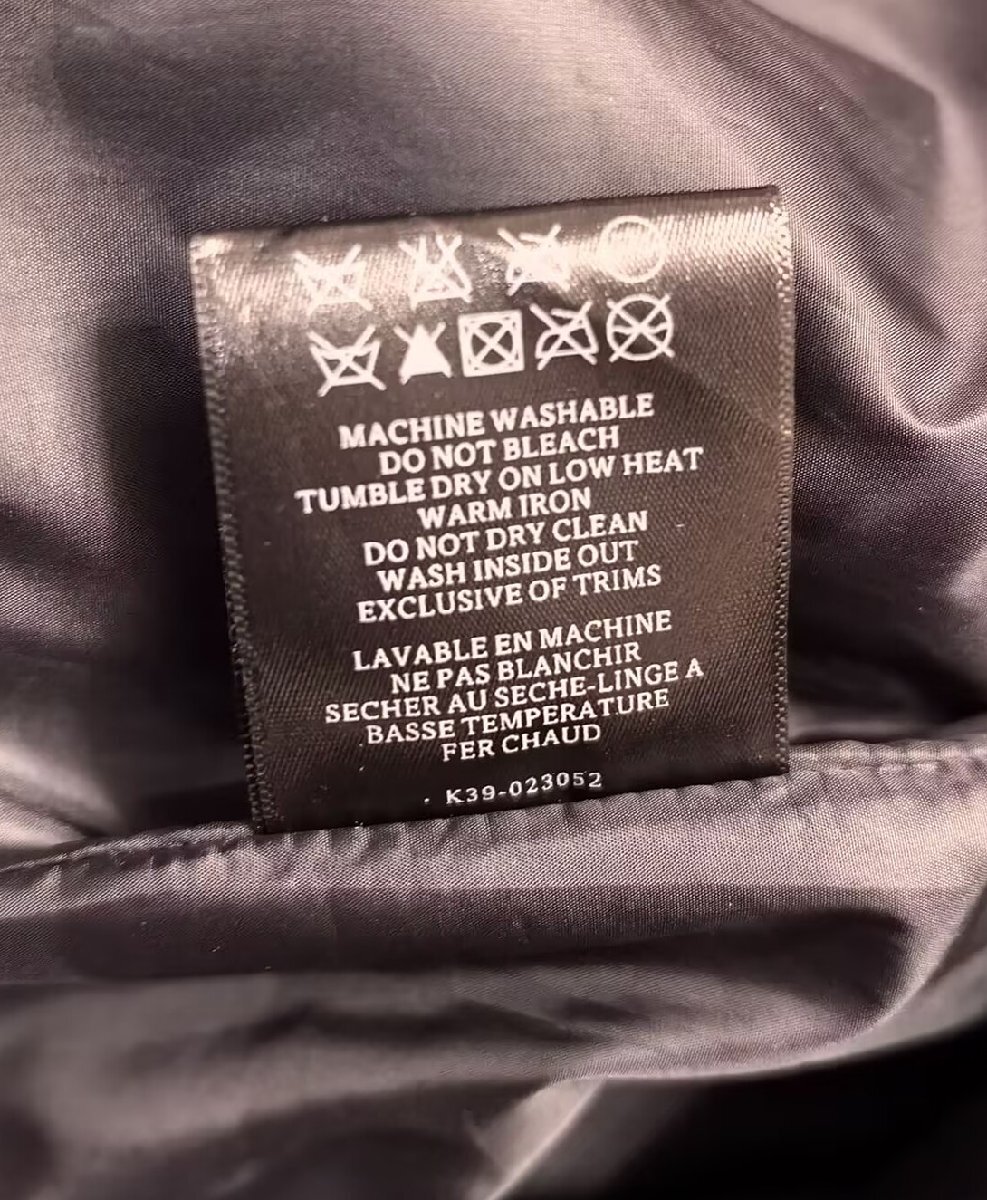 MACHINE WASHABLE
DO NOT BLEACH
TUMBLE DRY ON LOW HEAT
WARM IRON
DO NOT DRY CLEAN
WASH INSIDE OUT
EXCLUSIVE OF TRIMS
LAVABLE EN MACHINE
NE PAS BLANCHIR
SECHER AU SECHE-LINGE A
BASSE TEMPERATURE
FER CHAUD
K39-023052